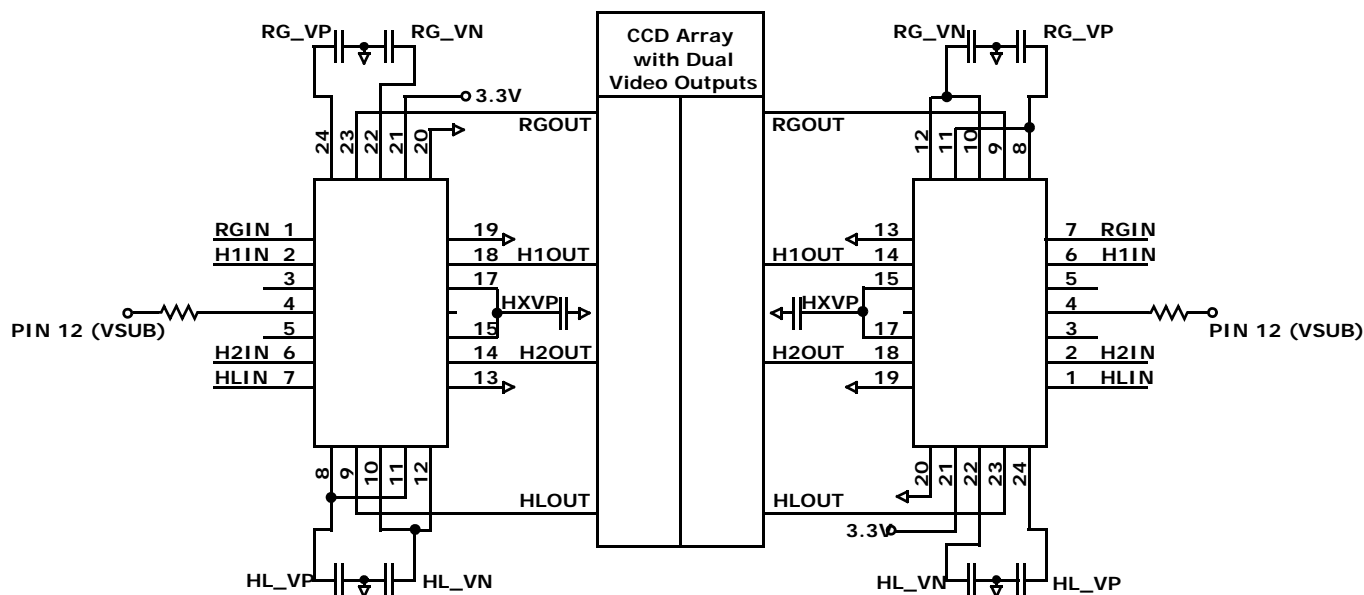 RG_VP RG_VN
CCD Array
with Dual
Video Outputs
RG_VN RG_VP
3.3V
24 23 22 21 20
RGOUT
RGOUT
12 11 10 9 8
RGIN 1
H1IN 2
3
4
5
H2IN 6
HLIN 7
PIN 12 (VSUB)
19
18 H1OUT
17
HXVP
15
14 H2OUT
13
13
H1OUT 14
15
HXVP
17
H2OUT 18
19
7 RGIN
6 H1IN
5
4
3
2 H2IN
1 HLIN
PIN 12 (VSUB)
8 9 10 11 12
HLOUT
HLOUT
20 21 22 23 24
3.3V
HL_VP HL_VN
HL_VN HL_VP